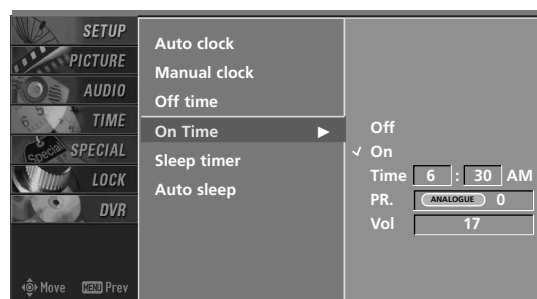 SETUP
PICTURE
AUDIO
TIME
SPECIAL
LOCK
DVR
Move MENU Prev
Auto clock
Manual clock
Off time
On Time ▶
Sleep timer
Auto sleep
Off
✓ On
Time 6 : 30 AM
PR. ANALOGUE 0
Vol 17